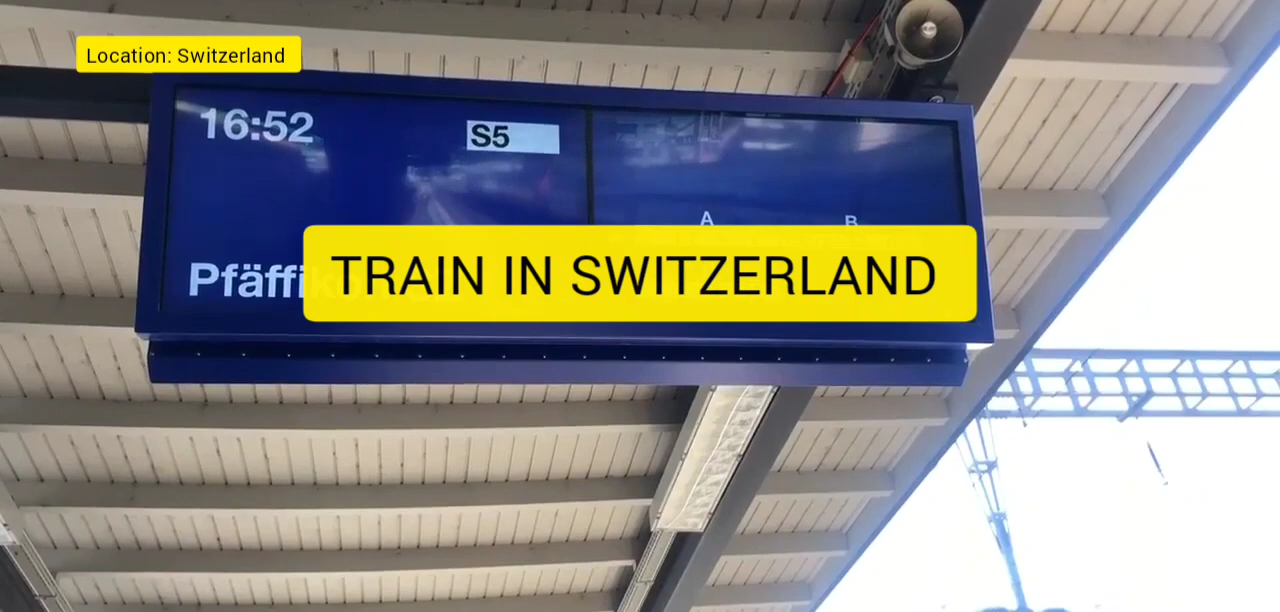 Location: Switzerland
16:52
S5
A B
TRAIN IN SWITZERLAND